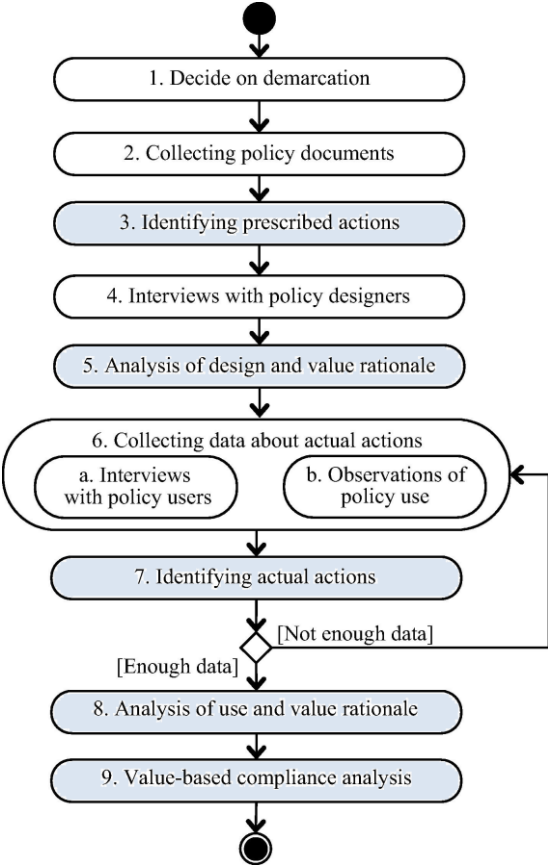 1. Decide on demarcation
2. Collecting policy documents
3. Identifying prescribed actions
4. Interviews with policy designers
5. Analysis of design and value rationale
6. Collecting data about actual actions
a. Interviews
with policy users
b. Observations of
policy use
7. Identifying actual actions
[Not enough data]
[Enough data]
8. Analysis of use and value rationale
9. Value-based compliance analysis